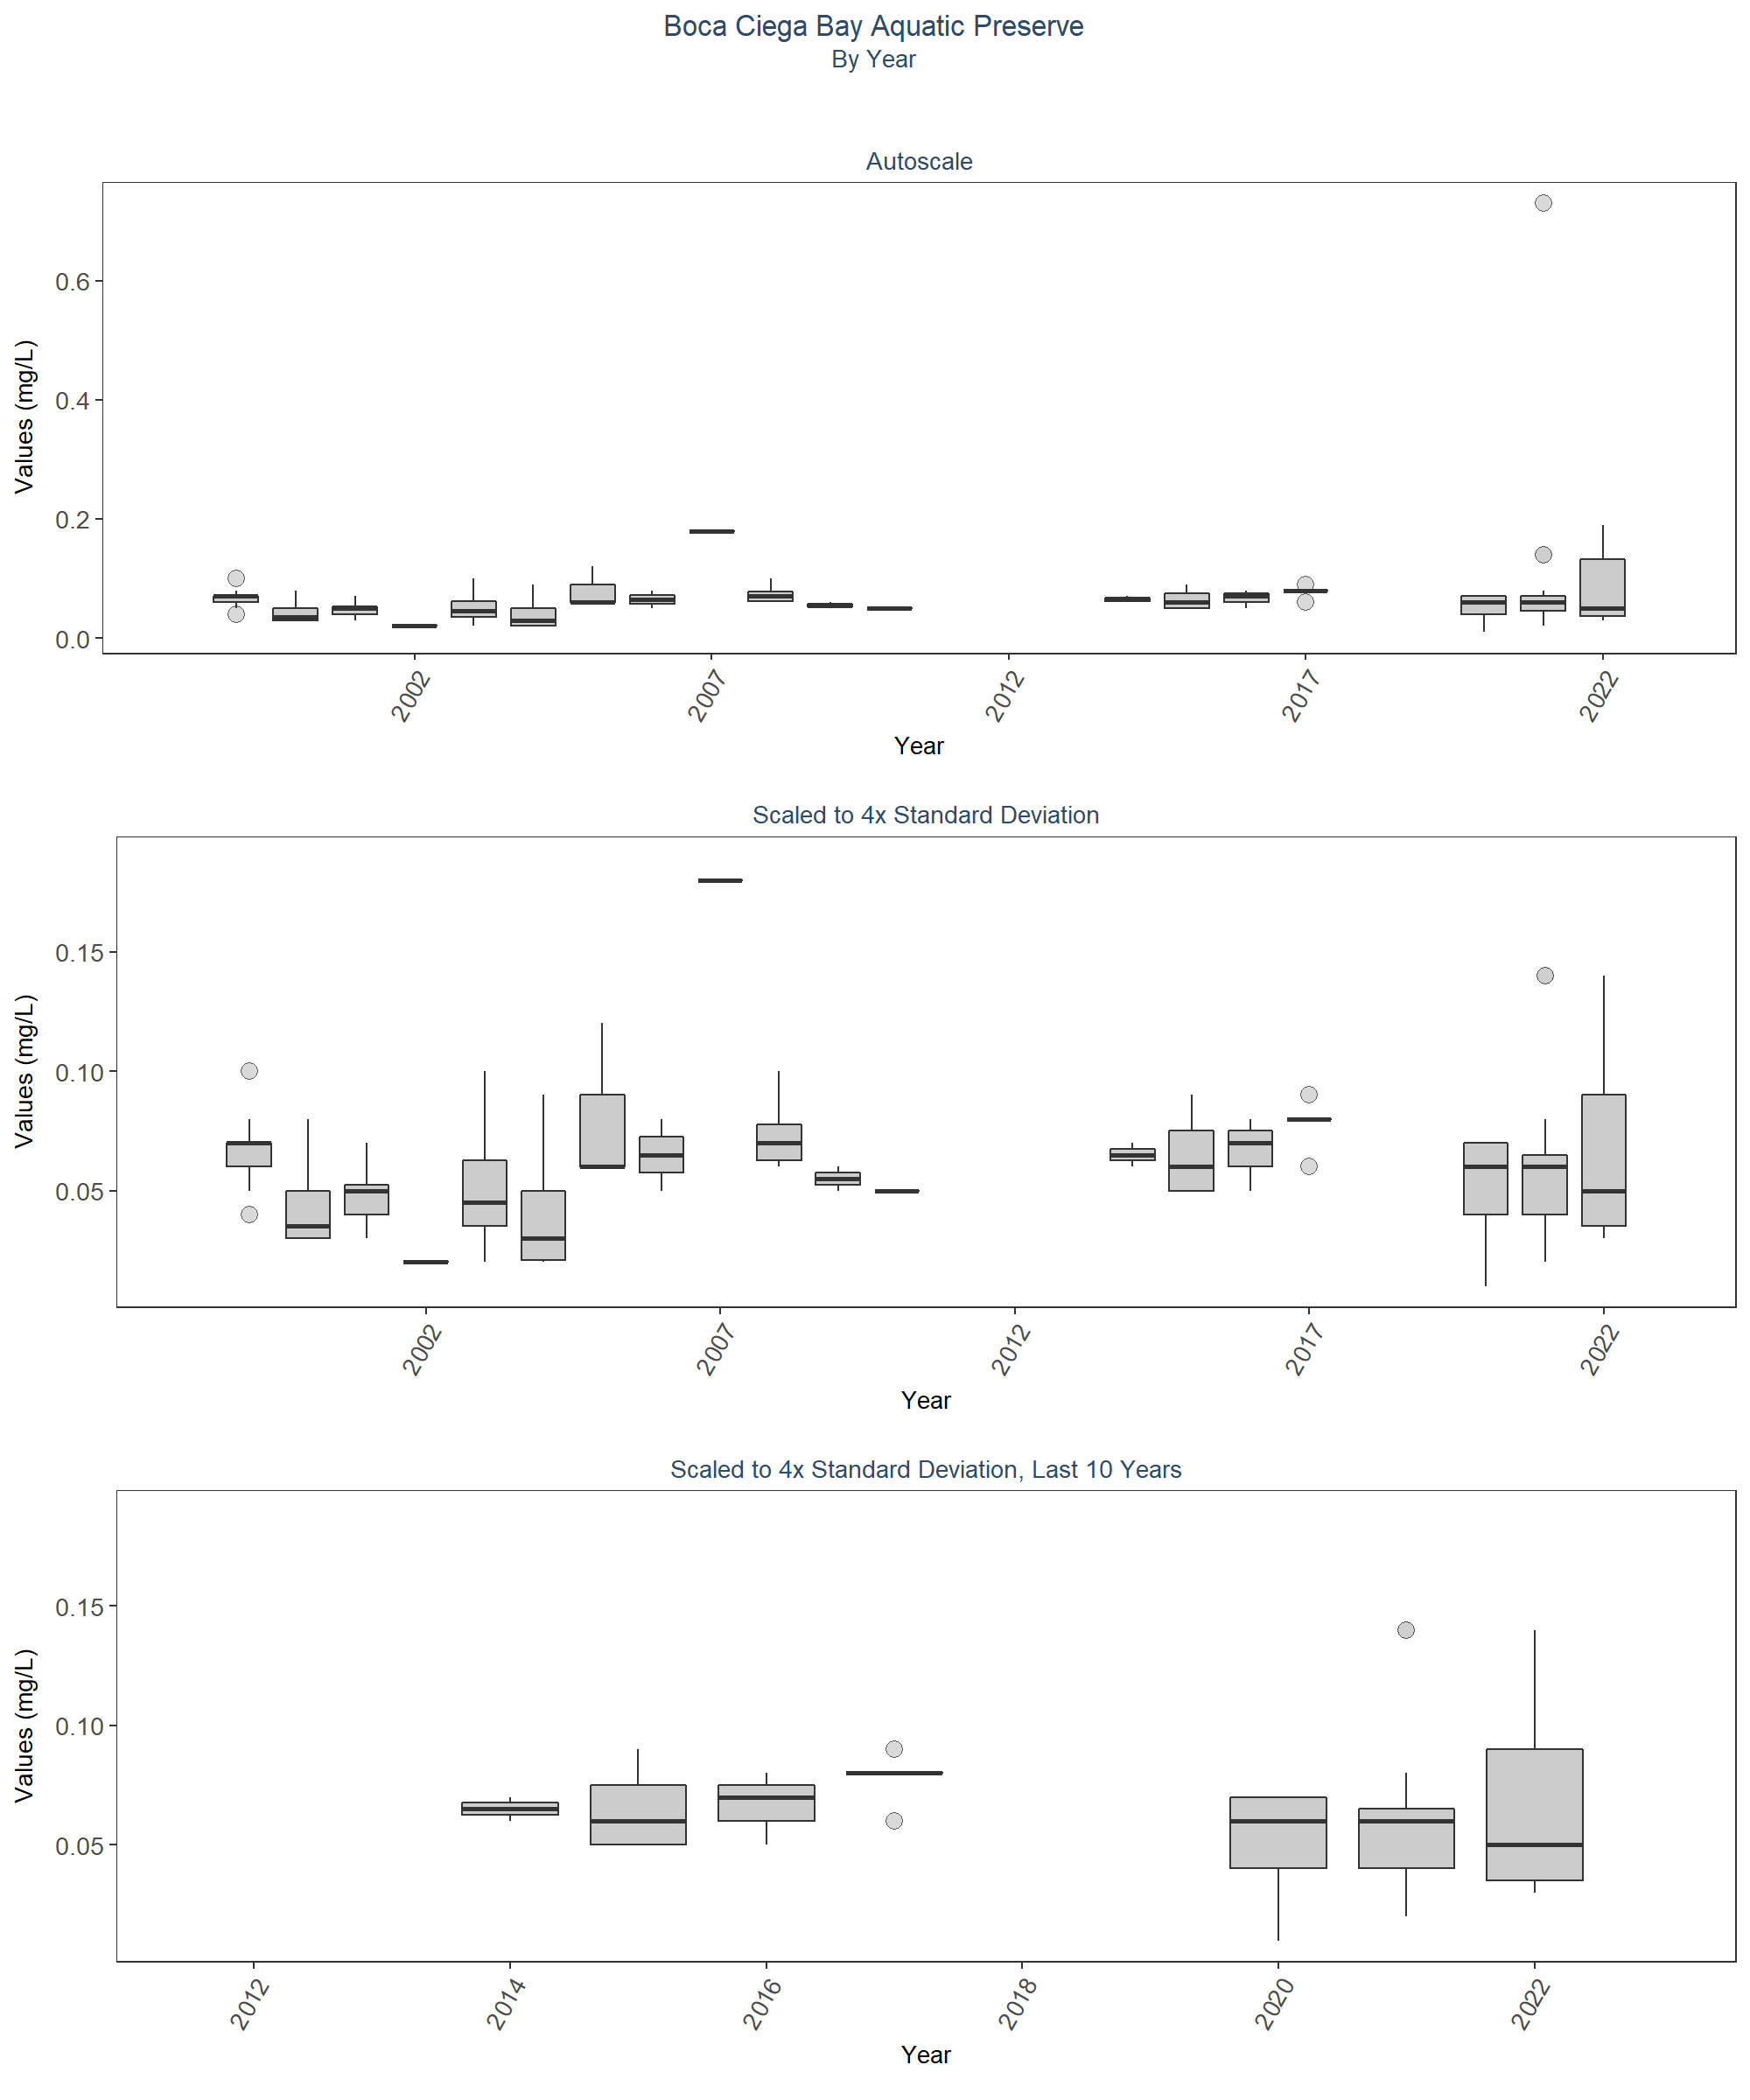 Boca Ciega Bay Aquatic Preserve
By Year
Autoscale
Values (mg/L)
0.6
0.4
0.2
0.0
2002
2007
2012
2017
2022
Year
Scaled to 4x Standard Deviation
Values (mg/L)
0.15
0.10
0.05
2002
2007
2012
2017
2022
Year
Scaled to 4x Standard Deviation, Last 10 Years
Values (mg/L)
0.15
0.10
0.05
2012
2014
2016
2018
2020
2022
Year